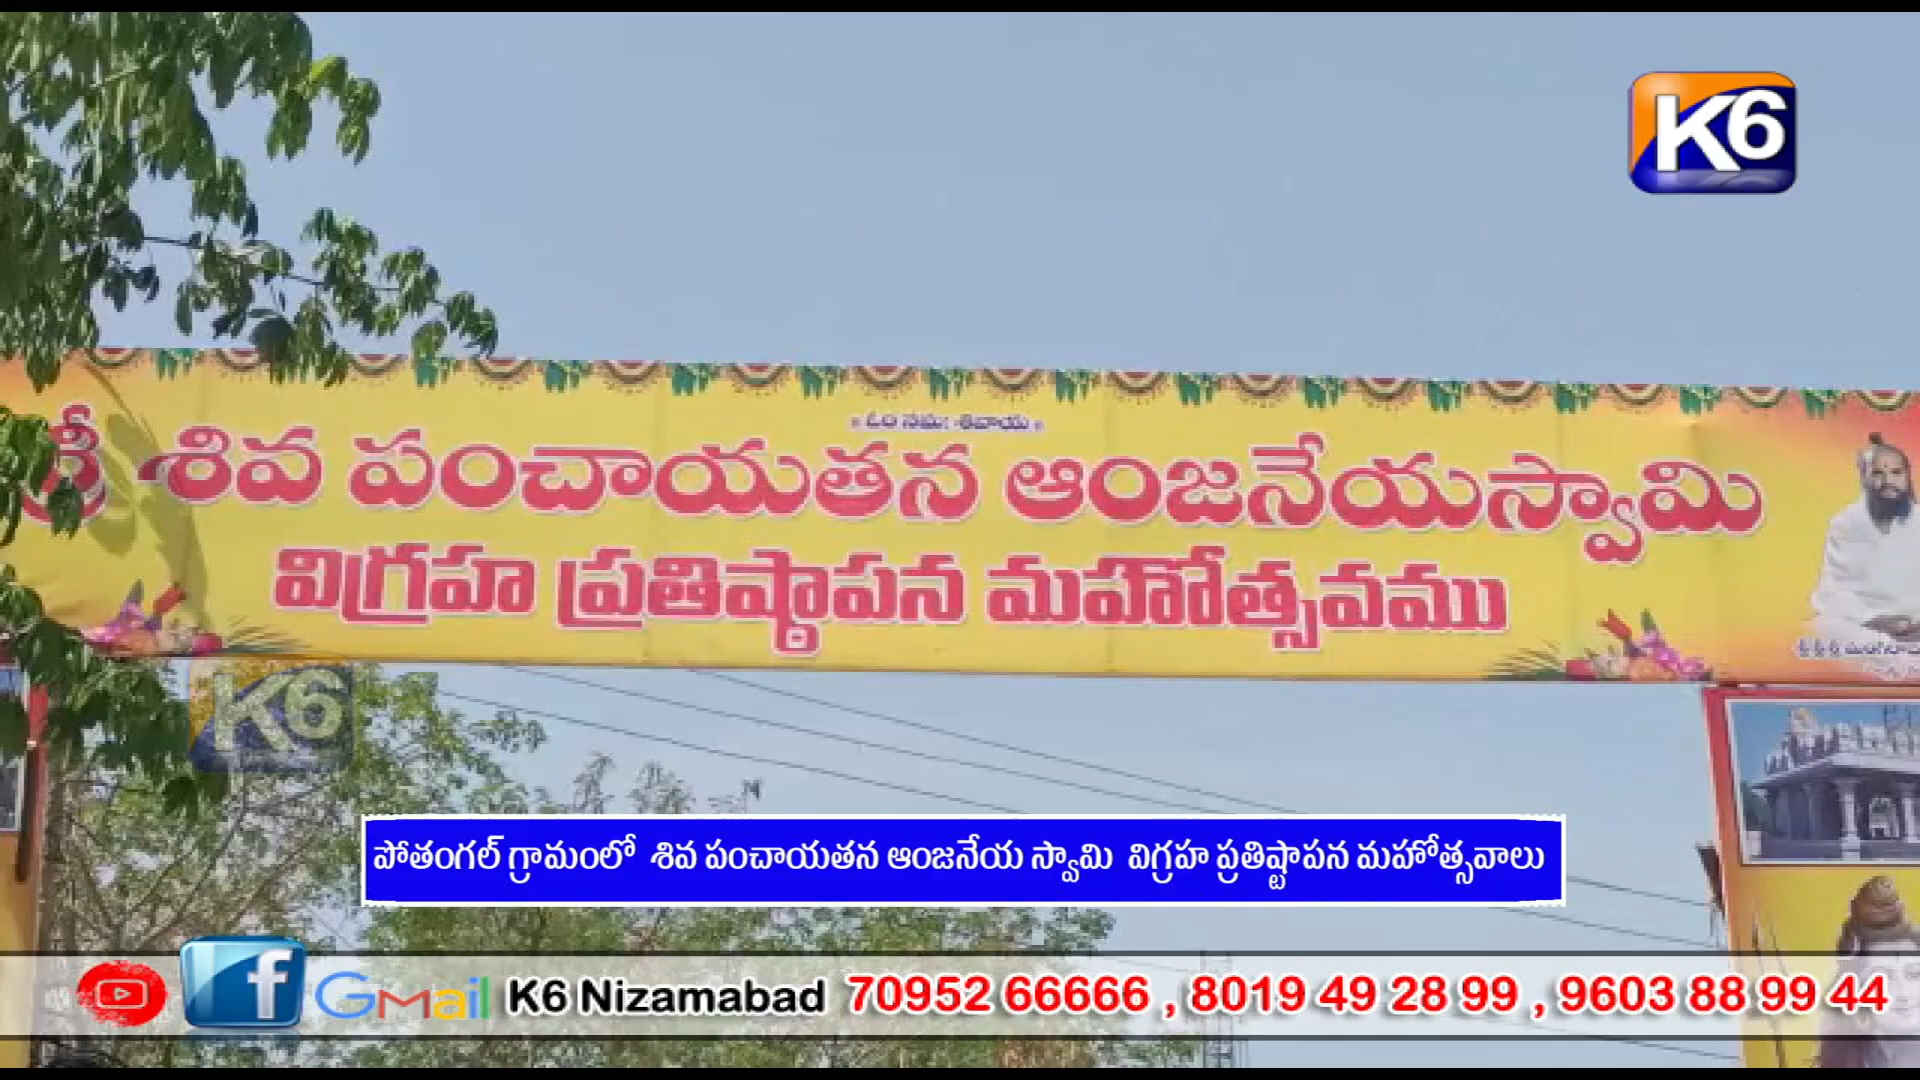 K6
॥ ఓం నమ: శివాయ ॥
శ్రీ శివ పంచాయతన ఆంజనేయస్వామి
విగ్రహ ప్రతిష్ఠాపన మహోత్సవము
శ్రీ శ్రీ శ్రీ
K6
పోతంగల్ గ్రామంలో శివ పంచాయతన ఆంజనేయ స్వామి విగ్రహ ప్రతిష్టాపన మహోత్సవాలు
f Gmail K6 Nizamabad 70952 66666 , 8019 49 28 99 , 9603 88 99 44